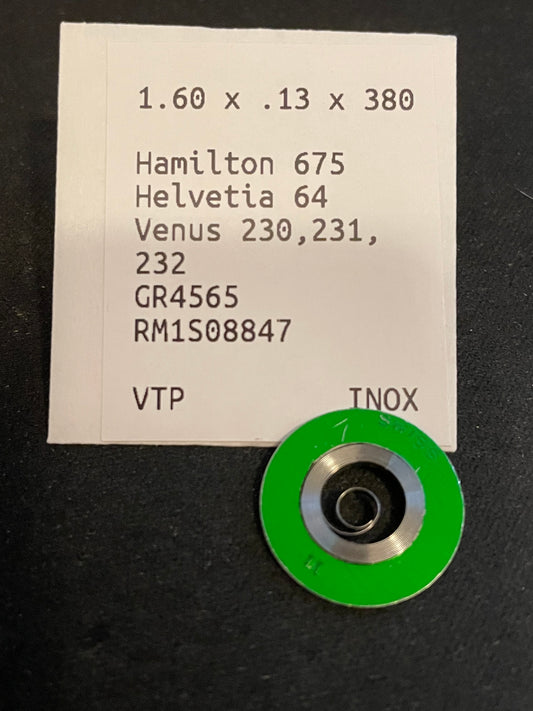 1.60 x .13 x 380
Hamilton 675
Helvetia 64
Venus 230,231,
232
GR4565
RM1S08847
VTP INOX